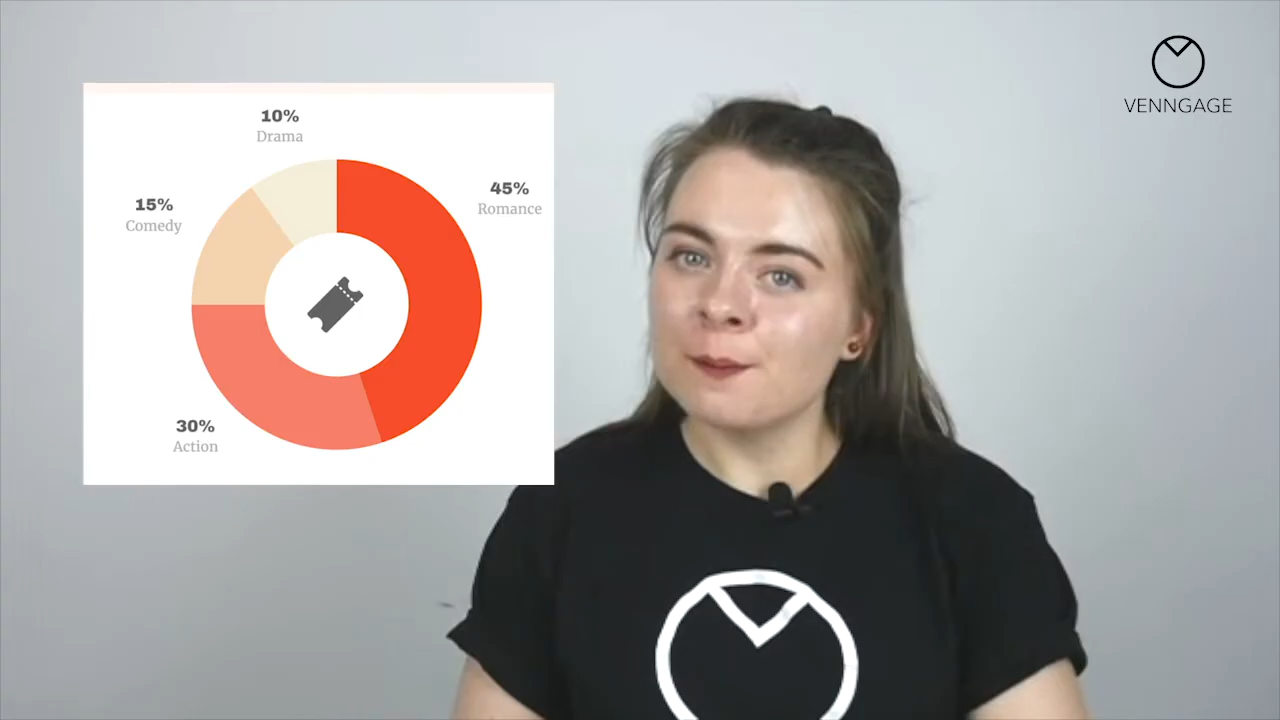 10%
Drama
45%
Romance
15%
Comedy
30%
Action
VENNGAGE